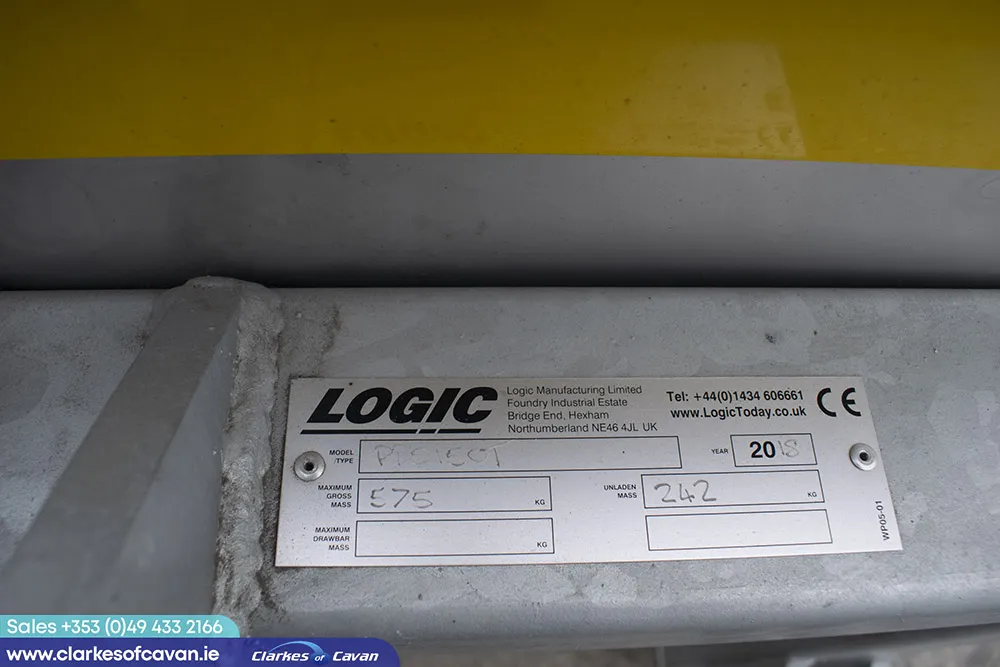 LOGIC
Logic Manufacturing Limited
Foundry Industrial Estate
Bridge End, Hexham
Northumberland NE46 4JL UK
Tel: +44(0)1434 606661
www.LogicToday.co.uk
CE
MODEL
/TYPE
YEAR
2018
MAXIMUM
GROSS
MASS
575
KG
UNLADEN
MASS
242
KG
MAXIMUM
DRAWBAR
MASS
KG
WP05-01
Sales +353 (0)49 433 2166
www.clarkesofcavan.ie
Clarkes of Cavan